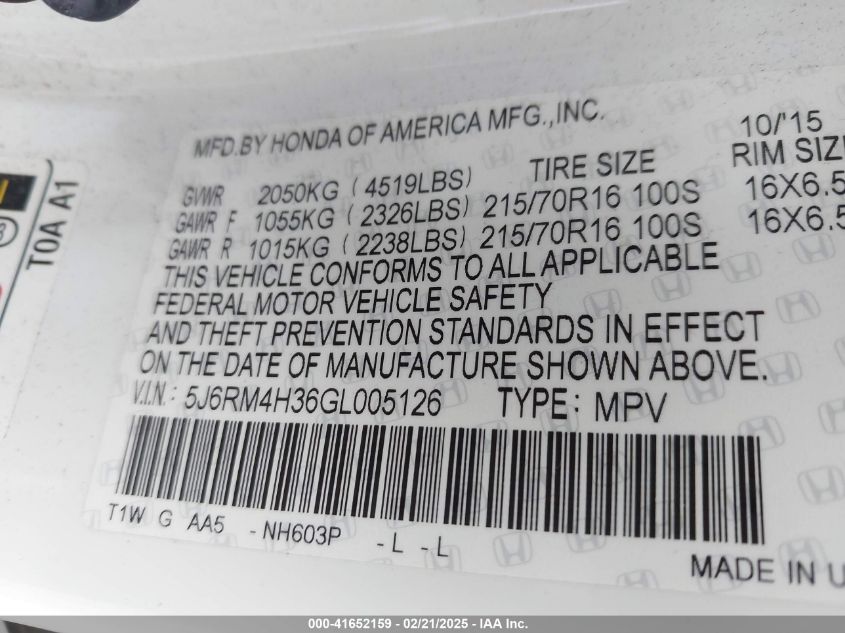 MFD.BY HONDA OF AMERICA MFG.,INC. 10/'15
TIRE SIZE RIM SIZE
GVWR 2050KG (4519LBS)
GAWR F 1055KG (2326LBS) 215/70R16 100S 16X6.5
GAWR R 1015KG (2238LBS) 215/70R16 100S 16X6.5
THIS VEHICLE CONFORMS TO ALL APPLICABLE
FEDERAL MOTOR VEHICLE SAFETY
AND THEFT PREVENTION STANDARDS IN EFFECT
ON THE DATE OF MANUFACTURE SHOWN ABOVE.
V.I.N.: 5J6RM4H36GL005126 TYPE: MPV
T1W G AA5 -NH603P -L -L
MADE IN U
T0A A1
000-41652159 - 02/21/2025 - IAA Inc.